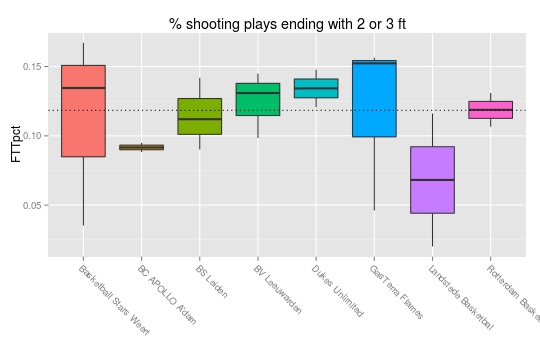 % shooting plays ending with 2 or 3 ft
FTTpct
0.15
0.10
0.05
Basketball Stars Weert
BC APOLLO A'dam
BS Leiden
BV Leeuwarden
Dukes Unlimited
GasTerra Flames
Landstede Basketbal
Rotterdam Baske